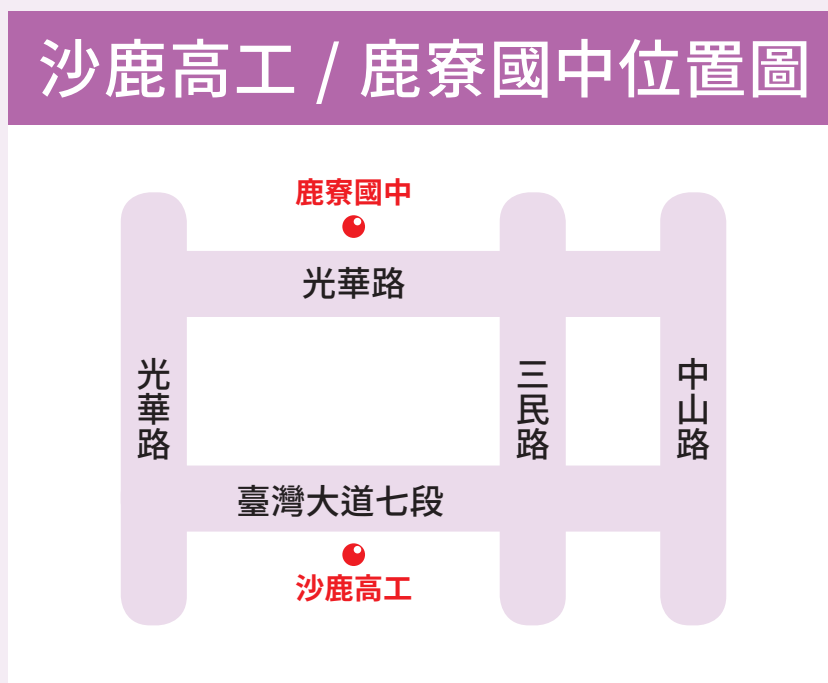 沙鹿高工 / 鹿寮國中位置圖
鹿寮國中
光華路
光華路
三民路
中山路
臺灣大道七段
沙鹿高工